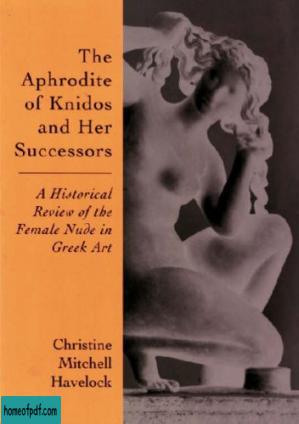 The
Aphrodite
of Knidos
and Her
Successors
A Historical
Review of the
Female Nude in
Greek Art
Christine
Mitchell
Havelock
homeofpdf.com